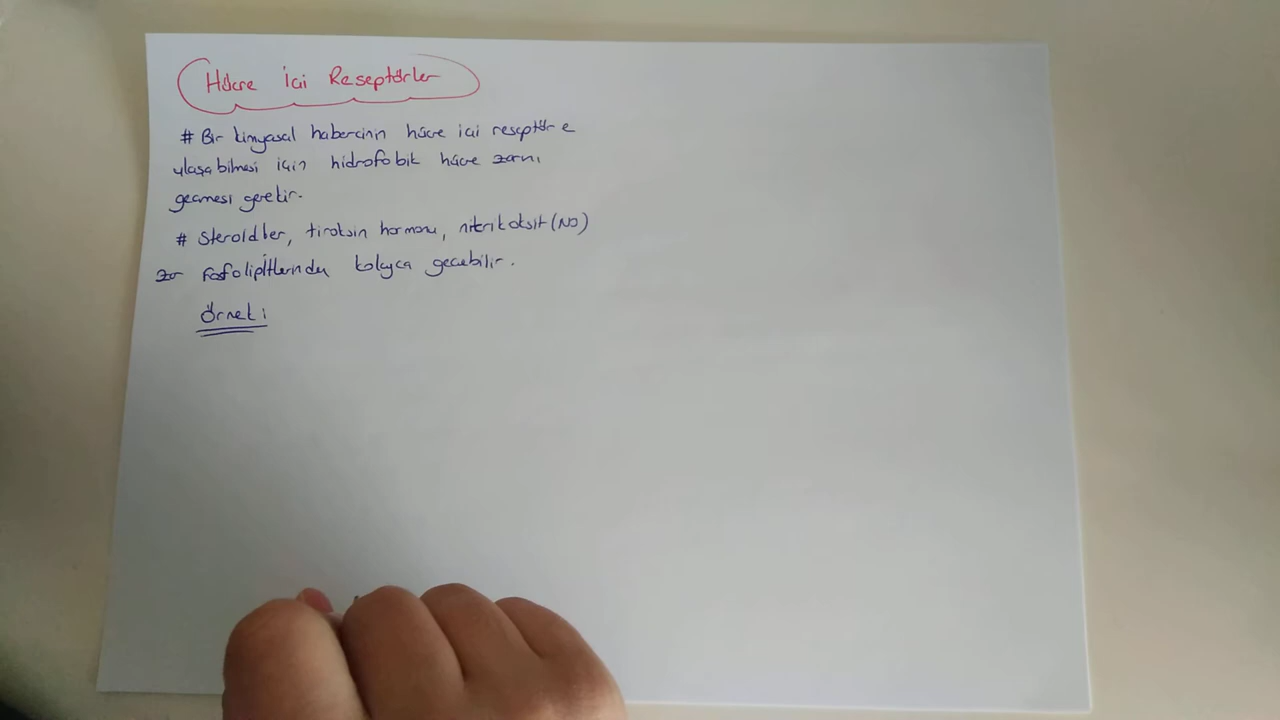 Hücre İçi Reseptörler
# Bir kimyasal habercinin hücre içi reseptöre
ulaşabilmesi için hidrofobik hücre zarını
geçmesi gerekir.
# Steroidler, tiroksin hormonu, nitrik oksit (NO)
zar fosfolipitlerinden kolayca geçebilir.
Örnek: